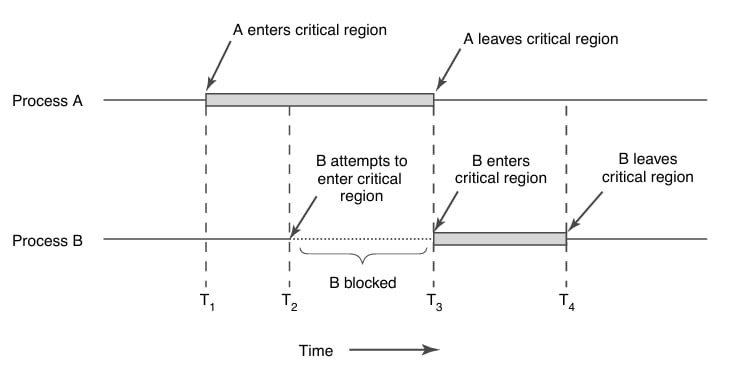 A enters critical region
A leaves critical region
Process A
B attempts to
enter critical
region
B enters
critical region
B leaves
critical region
Process B
B blocked
T1
T2
T3
T4
Time